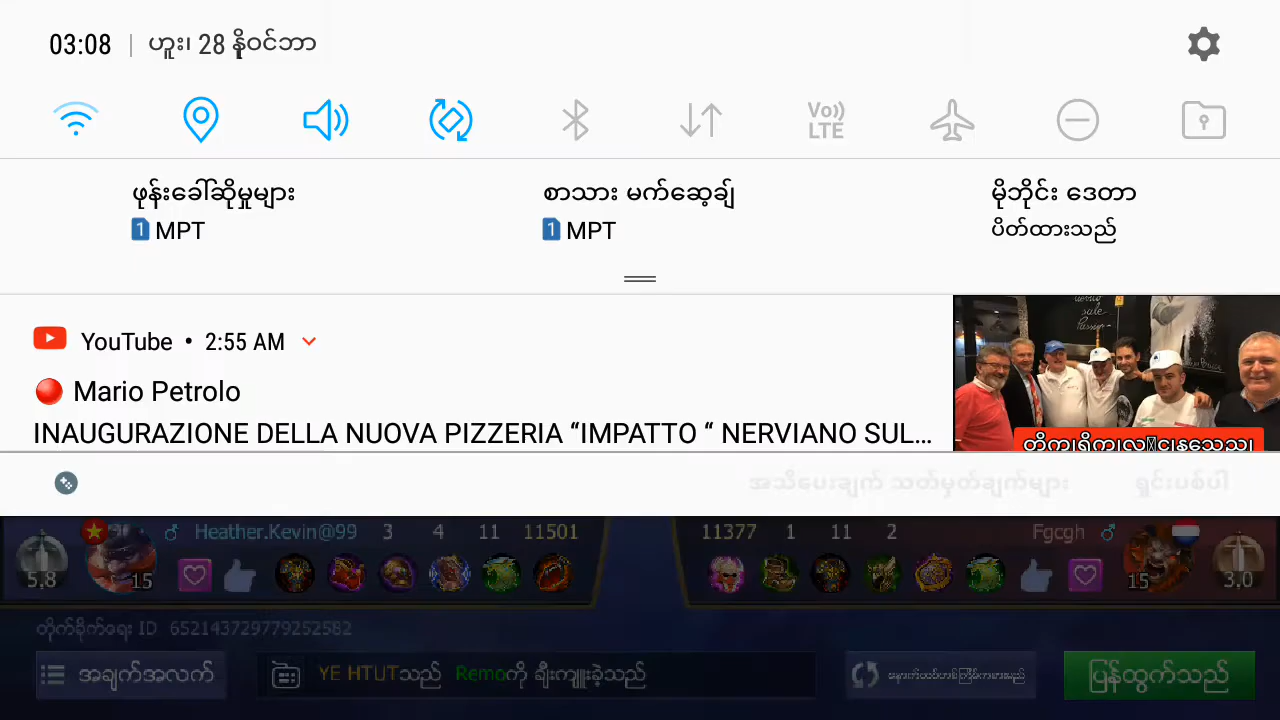 03:08 | ဟူး၊ 28 နိုဝင်ဘာ
Vo)) LTE
ဖုန်းခေါ်ဆိုမှုများ
1 MPT
စာသား မက်ဆေ့ချ်
1 MPT
မိုဘိုင်း ဒေတာ
ပိတ်ထားသည်
YouTube • 2:55 AM
Mario Petrolo
INAUGURAZIONE DELLA NUOVA PIZZERIA “IMPATTO “ NERVIANO SUL…
အသိပေးချက် သတ်မှတ်ချက်များ ရှင်းပစ်ပါ
Heather.Kevin@99 3 4 11 11501
5.8 15
11377 1 11 2 Fgcgh
15 3.0
တိုက်ခိုက်ရေး ID 652143729779252582
အချက်အလက်
YE HTUTသည် Remoကို ချီးကျူးခဲ့သည်
ပြန်ထွက်သည်